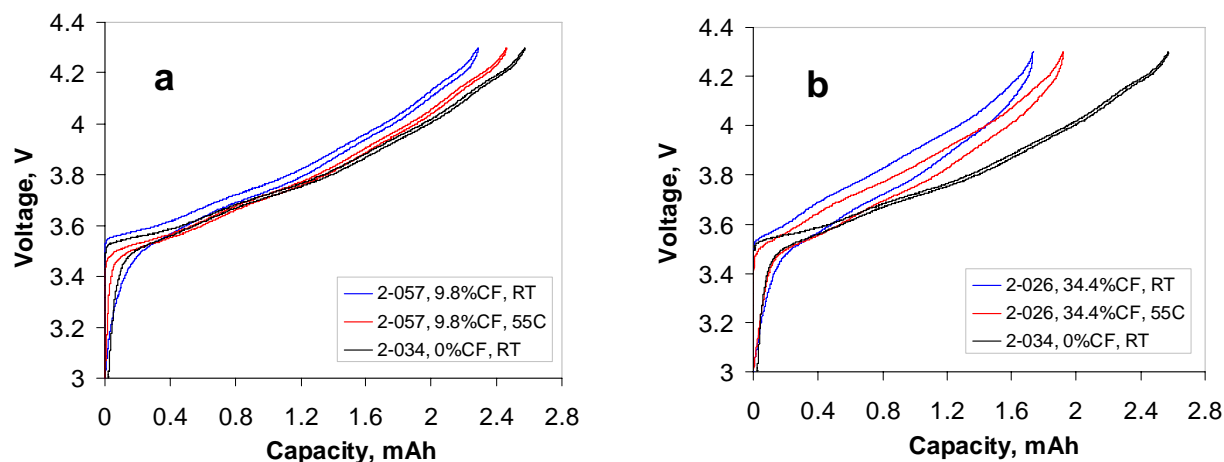 a
Voltage, V
4.4
4.2
4
3.8
3.6
3.4
3.2
3
2-057, 9.8%CF, RT
2-057, 9.8%CF, 55C
2-034, 0%CF, RT
0 0.4 0.8 1.2 1.6 2 2.4 2.8
Capacity, mAh
b
Voltage, V
4.4
4.2
4
3.8
3.6
3.4
3.2
3
2-026, 34.4%CF, RT
2-026, 34.4%CF, 55C
2-034, 0%CF, RT
0 0.4 0.8 1.2 1.6 2 2.4 2.8
Capacity, mAh